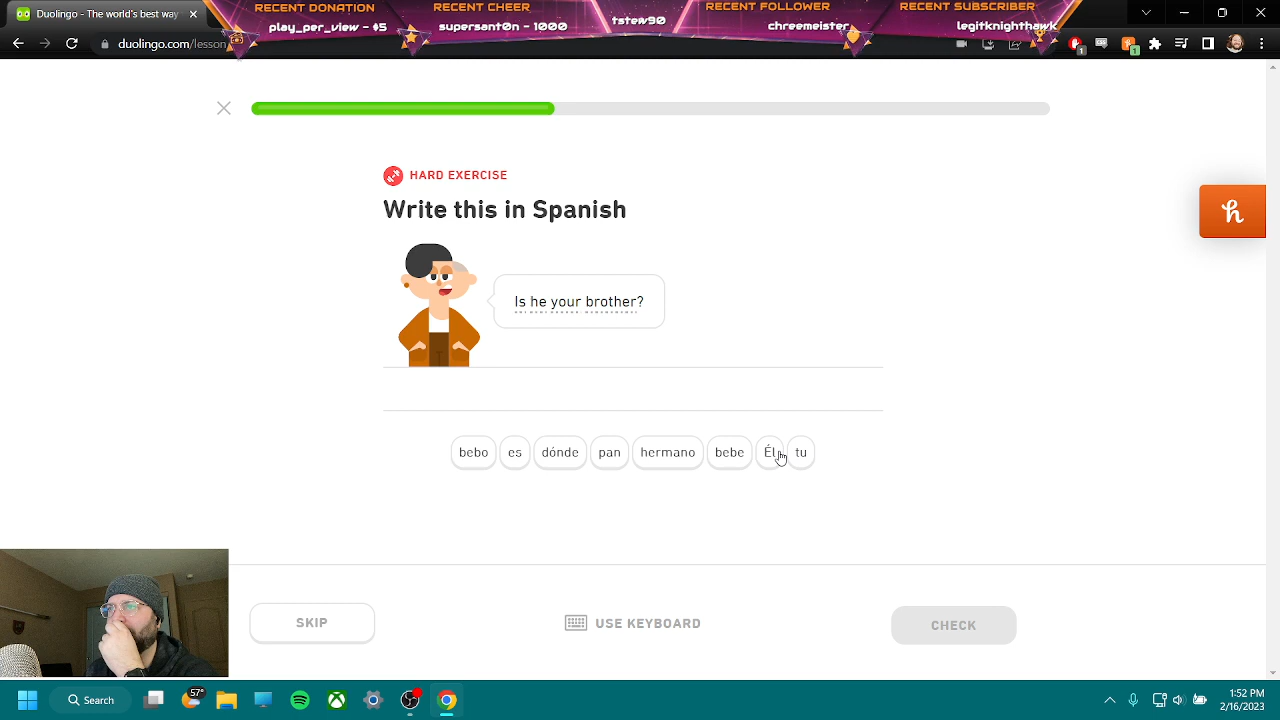 RECENT DONATION
play_per_view - $5
RECENT CHEER
supersant0n - 1000
tstew90
RECENT FOLLOWER
chreemeister
RECENT SUBSCRIBER
legitknighthawk
Duolingo - The world's best way
duolingo.com/lesson
1
1
HARD EXERCISE
Write this in Spanish
Is he your brother?
bebo es dónde pan hermano bebe Él tu
SKIP
USE KEYBOARD
CHECK
Search
57°
1:52 PM
2/16/2023